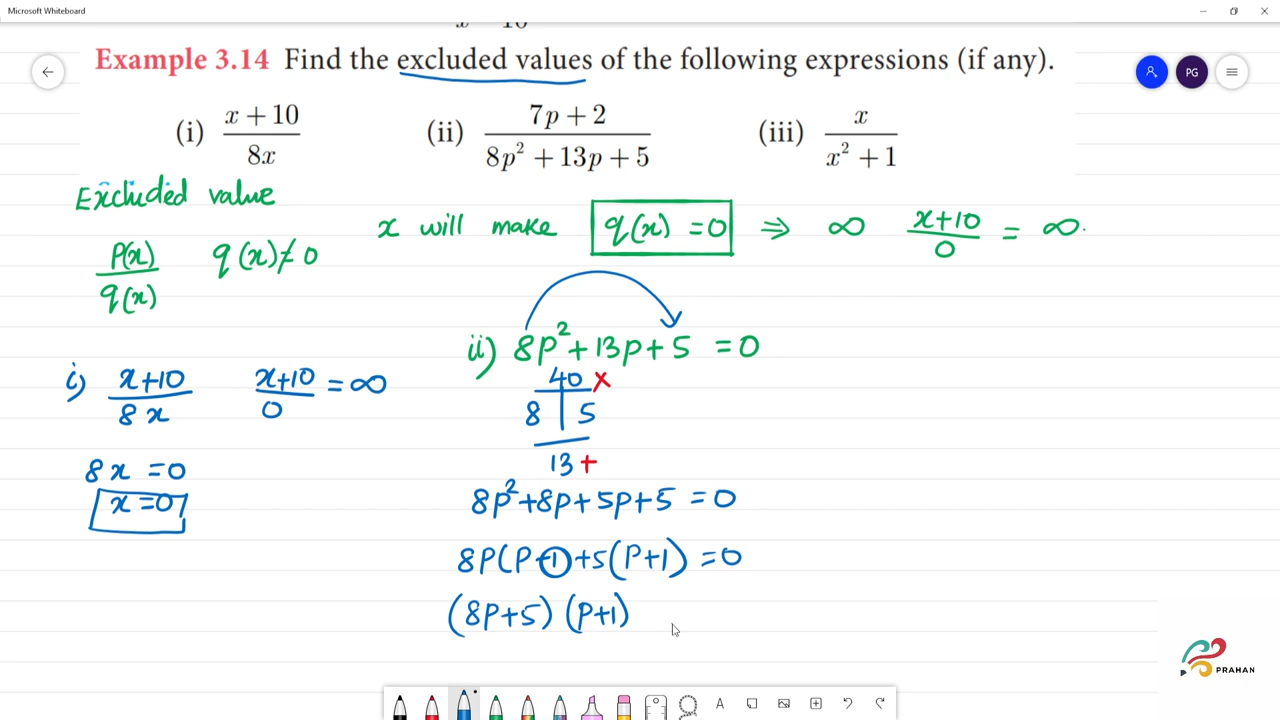 Microsoft Whiteboard
Example 3.14 Find the excluded values of the following expressions (if any).
(i) (x + 10)/(8x) (ii) (7p + 2)/(8p² + 13p + 5) (iii) x/(x² + 1)
PG
Excluded value
x will make q(x) = 0 ⇒ ∞ (x+10)/0 = ∞.
p(x)/q(x) q(x) ≠ 0
ii) 8p² + 13p + 5 = 0
40 ×
8 | 5
13 +
i) (x+10)/(8x) (x+10)/0 = ∞
8x = 0
x = 0
8p² + 8p + 5p + 5 = 0
8p(p+1) + 5(p+1) = 0
(8p+5) (p+1)
PRAHAN
A